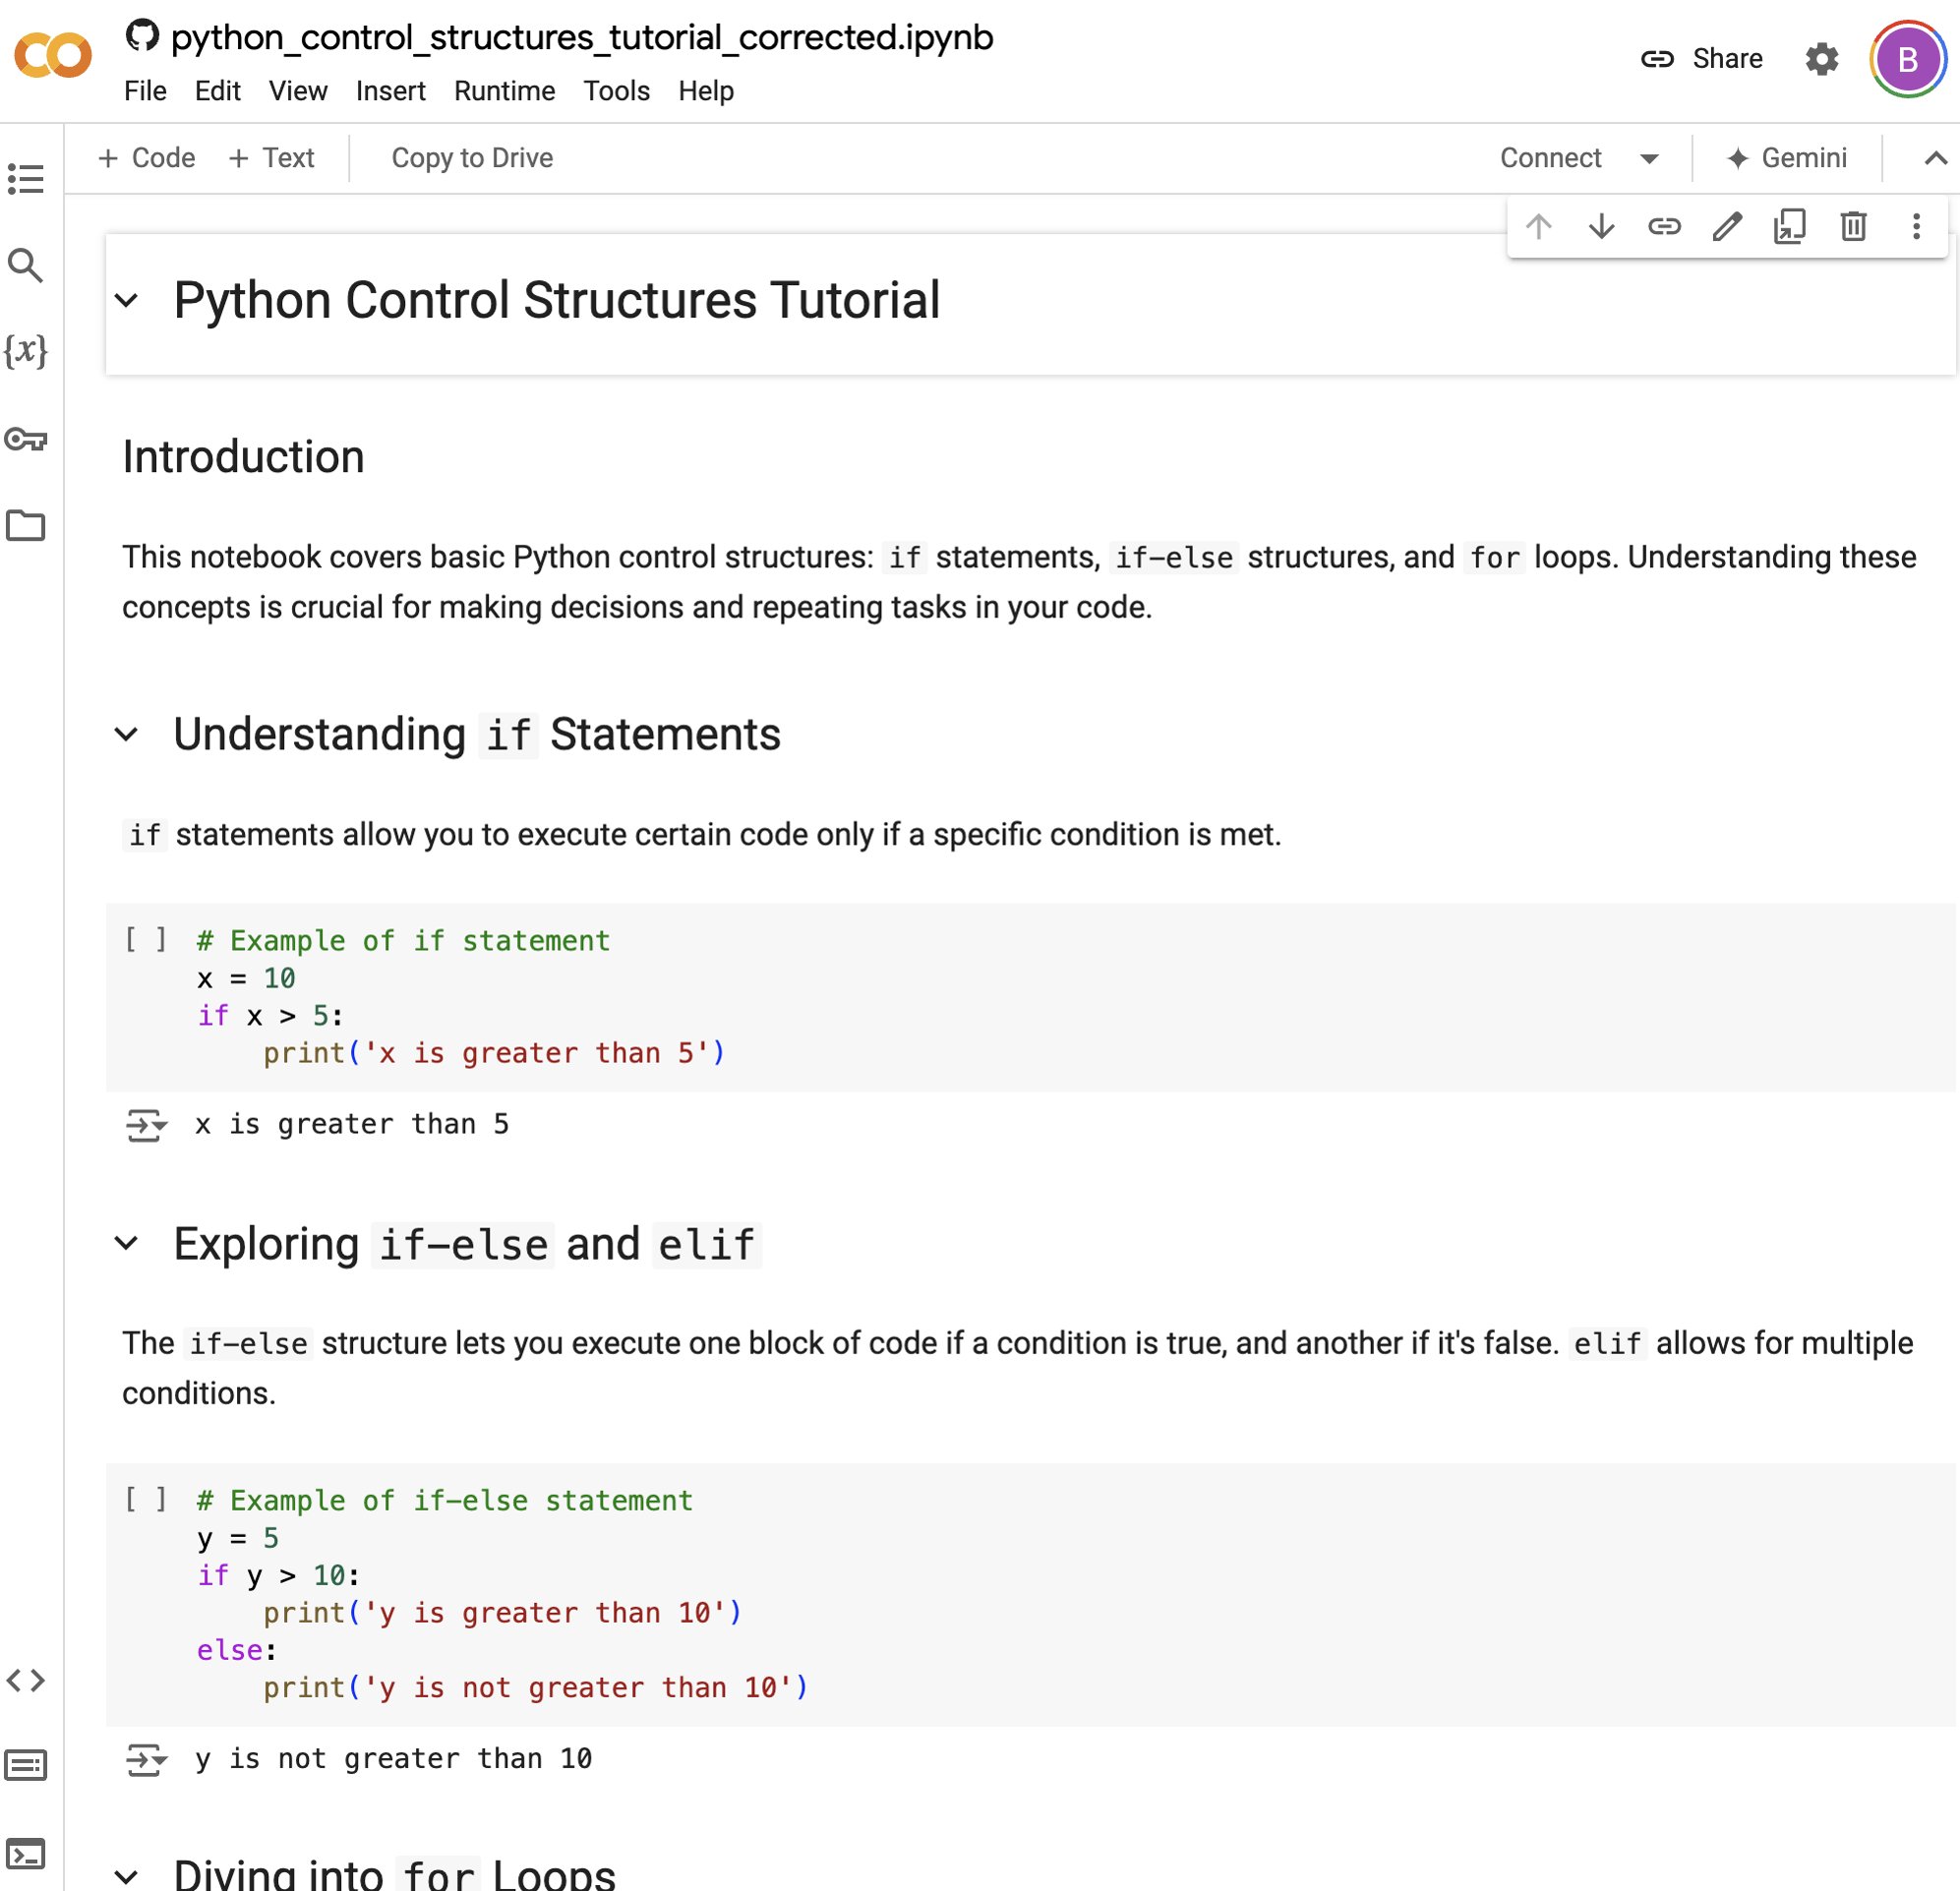 python_control_structures_tutorial_corrected.ipynb
File Edit View Insert Runtime Tools Help
Share
B
+ Code + Text Copy to Drive
Connect Gemini
Python Control Structures Tutorial
{x}
Introduction
This notebook covers basic Python control structures: if statements, if-else structures, and for loops. Understanding these
concepts is crucial for making decisions and repeating tasks in your code.
Understanding if Statements
if statements allow you to execute certain code only if a specific condition is met.
[ ] # Example of if statement
x = 10
if x > 5:
    print('x is greater than 5')
x is greater than 5
Exploring if-else and elif
The if-else structure lets you execute one block of code if a condition is true, and another if it's false. elif allows for multiple
conditions.
[ ] # Example of if-else statement
y = 5
if y > 10:
    print('y is greater than 10')
else:
    print('y is not greater than 10')
y is not greater than 10
Diving into for Loops